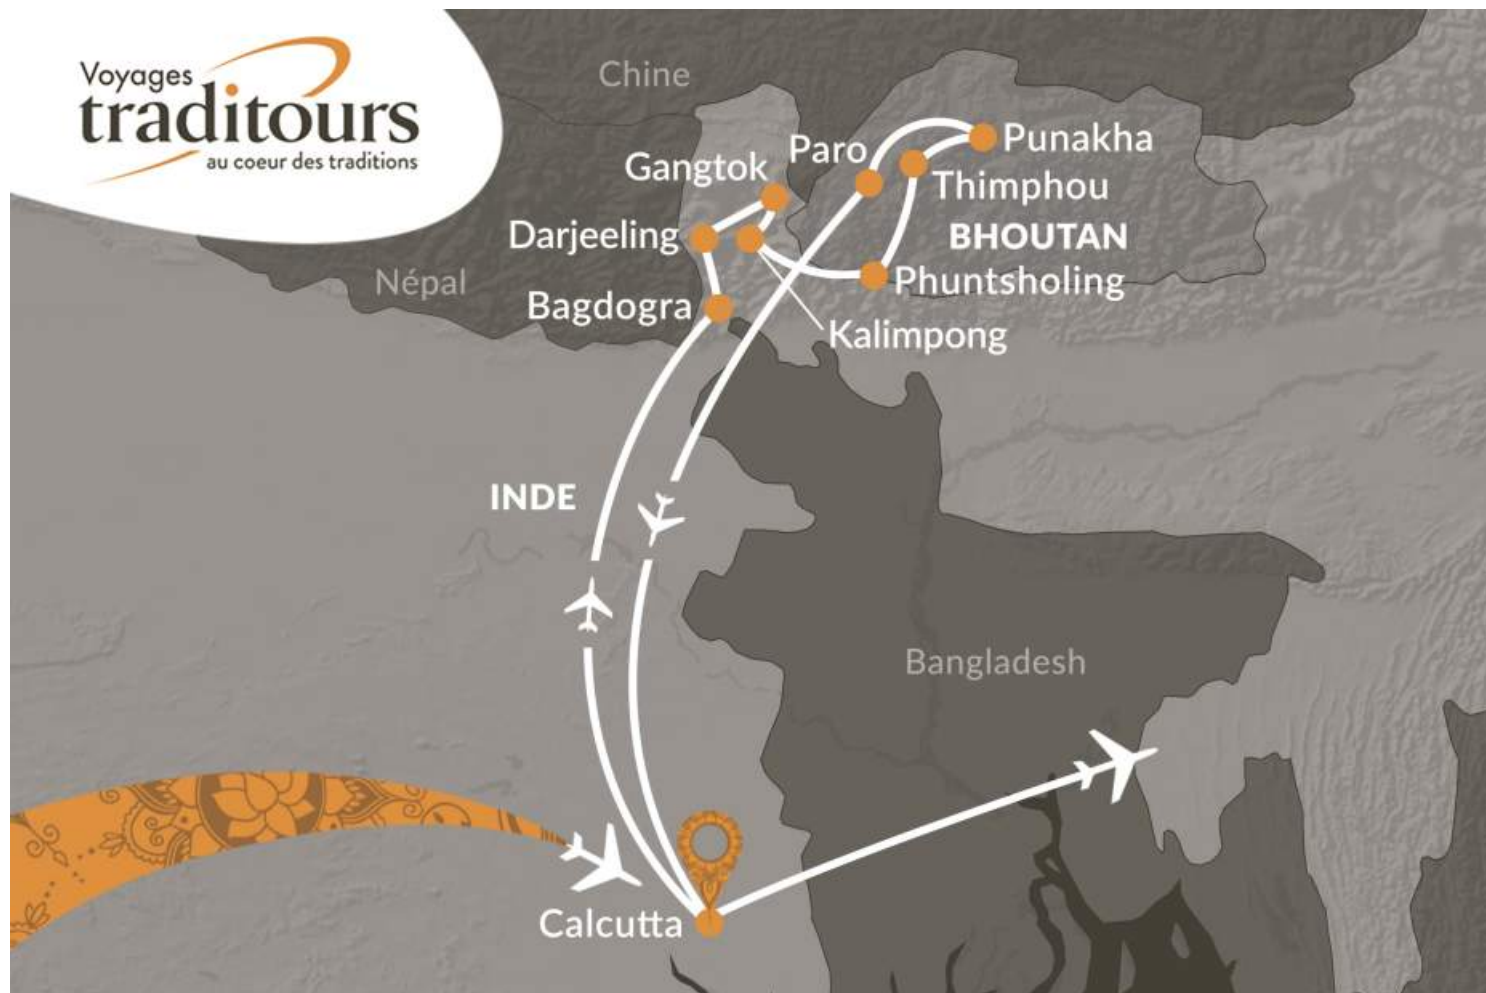 Voyages
traditours
au coeur des traditions
Chine
Paro
Punakha
Gangtok
Thimphou
Darjeeling
BHOUTAN
Népal
Phuntsholing
Bagdogra
Kalimpong
INDE
Bangladesh
Calcutta